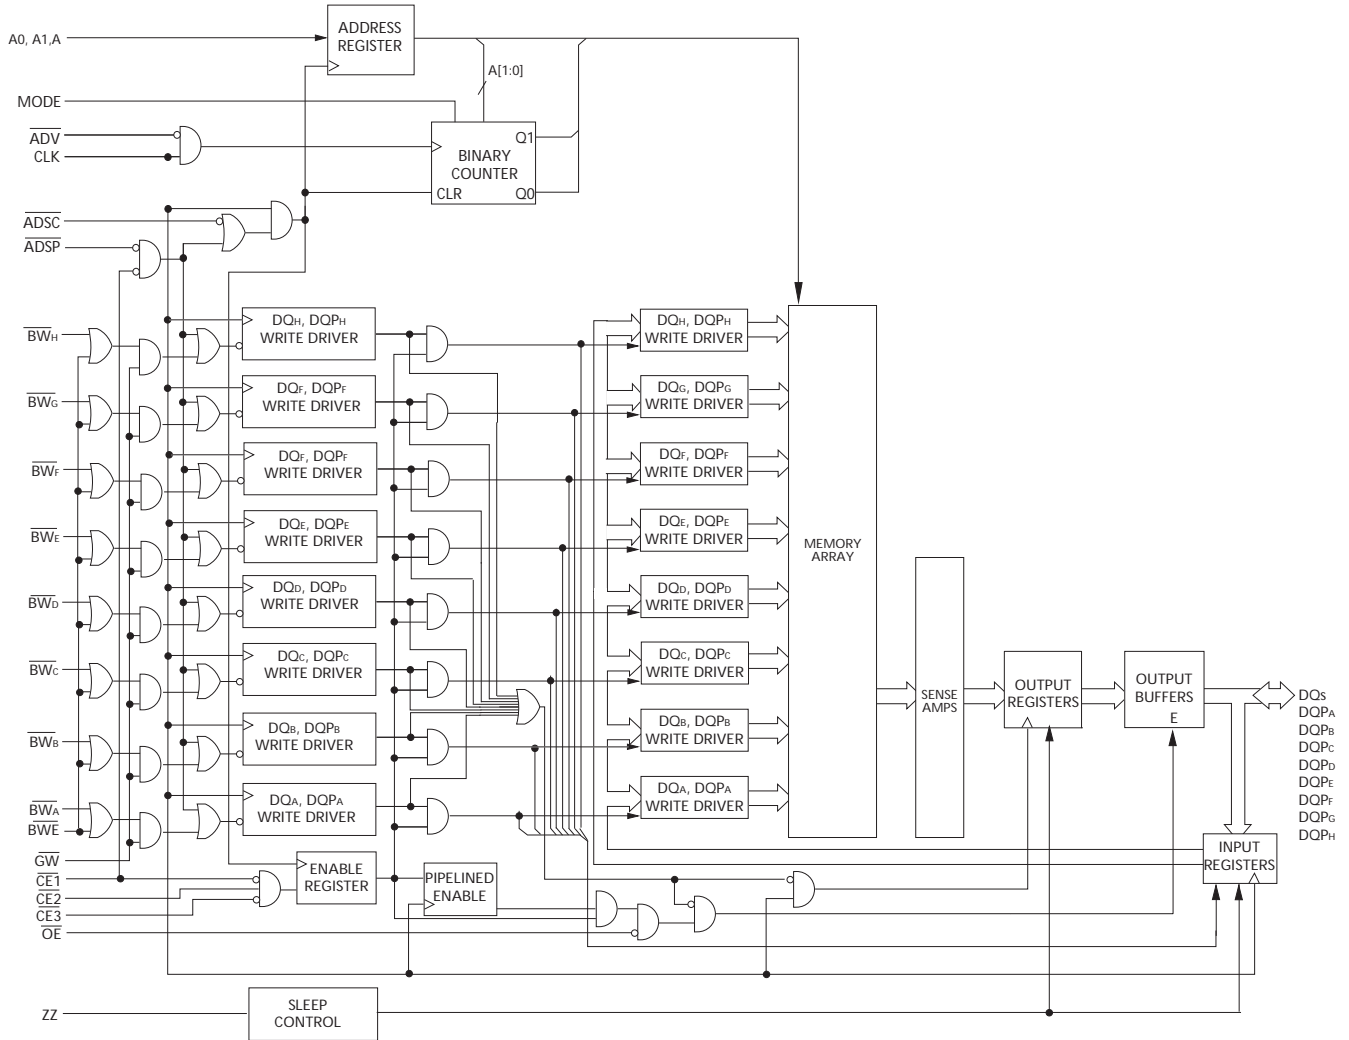 A0, A1,A
ADDRESS
REGISTER
A[1:0]
MODE
ADV
CLK
BINARY
COUNTER
Q1
CLR
Q0
ADSC
ADSP
BWH
DQH, DQPH
WRITE DRIVER
DQH, DQPH
WRITE DRIVER
BWG
DQF, DQPF
WRITE DRIVER
DQG, DQPG
WRITE DRIVER
BWF
DQF, DQPF
WRITE DRIVER
DQF, DQPF
WRITE DRIVER
BWE
DQE, DQPE
WRITE DRIVER
DQE, DQPE
WRITE DRIVER
MEMORY
ARRAY
BWD
DQD, DQPD
WRITE DRIVER
DQD, DQPD
WRITE DRIVER
BWC
DQC, DQPC
WRITE DRIVER
DQC, DQPC
WRITE DRIVER
SENSE
AMPS
OUTPUT
REGISTERS
OUTPUT
BUFFERS
E
DQs
DQPA
DQPB
DQPC
DQPD
DQPE
DQPF
DQPG
DQPH
BWB
DQB, DQPB
WRITE DRIVER
DQB, DQPB
WRITE DRIVER
BWA
BWE
DQA, DQPA
WRITE DRIVER
DQA, DQPA
WRITE DRIVER
GW
CE1
CE2
CE3
OE
ENABLE
REGISTER
PIPELINED
ENABLE
INPUT
REGISTERS
ZZ
SLEEP
CONTROL